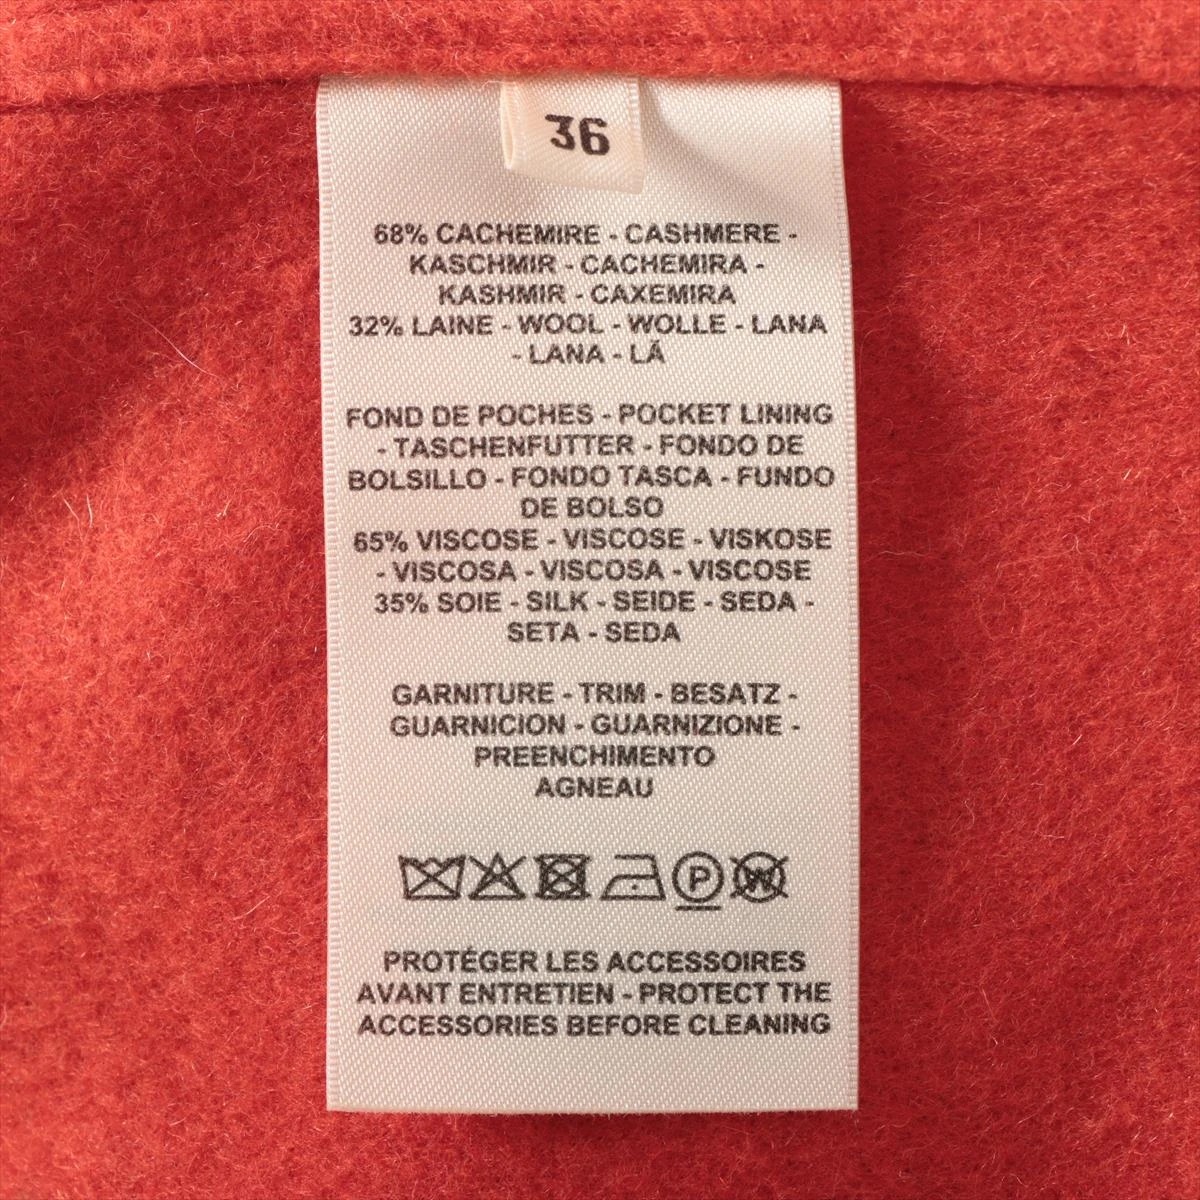 36
68% CACHEMIRE - CASHMERE -
KASCHMIR - CACHEMIRA -
KASHMIR - CAXEMIRA
32% LAINE - WOOL - WOLLE - LANA
- LANA - LÃ
FOND DE POCHES - POCKET LINING
- TASCHENFUTTER - FONDO DE
BOLSILLO - FONDO TASCA - FUNDO
DE BOLSO
65% VISCOSE - VISCOSE - VISKOSE
- VISCOSA - VISCOSA - VISCOSE
35% SOIE - SILK - SEIDE - SEDA -
SETA - SEDA
GARNITURE - TRIM - BESATZ -
GUARNICION - GUARNIZIONE -
PREENCHIMENTO
AGNEAU
P W
PROTÉGER LES ACCESSOIRES
AVANT ENTRETIEN - PROTECT THE
ACCESSORIES BEFORE CLEANING